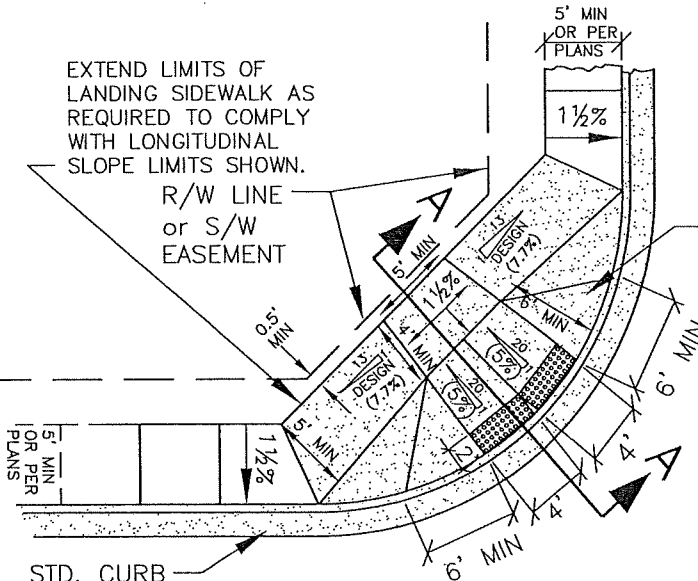 5' MIN
OR PER
PLANS
EXTEND LIMITS OF
LANDING SIDEWALK AS
REQUIRED TO COMPLY
WITH LONGITUDINAL
SLOPE LIMITS SHOWN.
1½%
R/W LINE
or S/W
EASEMENT
A
13'
DESIGN
(7.7%)
5' MIN
1½%
6' MIN
0.5'
MIN
4'
MIN
20
1
(5%)
13'
1
DESIGN
(7.7%)
20
1
(5%)
6' MIN
5'
MIN
5' MIN
OR PER
PLANS
1½%
2'
4'
A
4'
6' MIN
STD. CURB